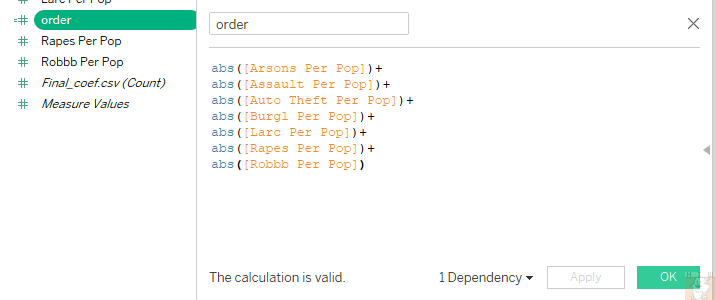 Larc Per Pop
order
Rapes Per Pop
Robbb Per Pop
Final_coef.csv (Count)
Measure Values
order
abs([Arsons Per Pop])+
abs([Assault Per Pop])+
abs([Auto Theft Per Pop])+
abs([Burgl Per Pop])+
abs([Larc Per Pop])+
abs([Rapes Per Pop])+
abs([Robbb Per Pop])
The calculation is valid.
1 Dependency
Apply
OK